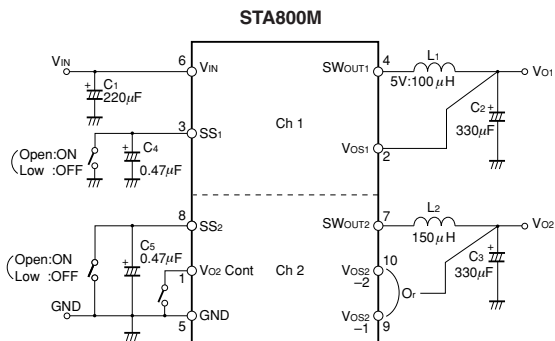 STA800M
VIN
6
VIN
C1
220μF
3
SS1
C4
0.47μF
(Open:ON
Low :OFF
Ch 1
4
SWOUT1
L1
5V:100μH
VO1
C2
330μF
VOS1
2
8
SS2
C5
0.47μF
(Open:ON
Low :OFF
1
VO2 Cont
Ch 2
GND
5
GND
7
SWOUT2
L2
150μH
VO2
C3
330μF
10
VOS2
-2
Or
VOS2
-1
9